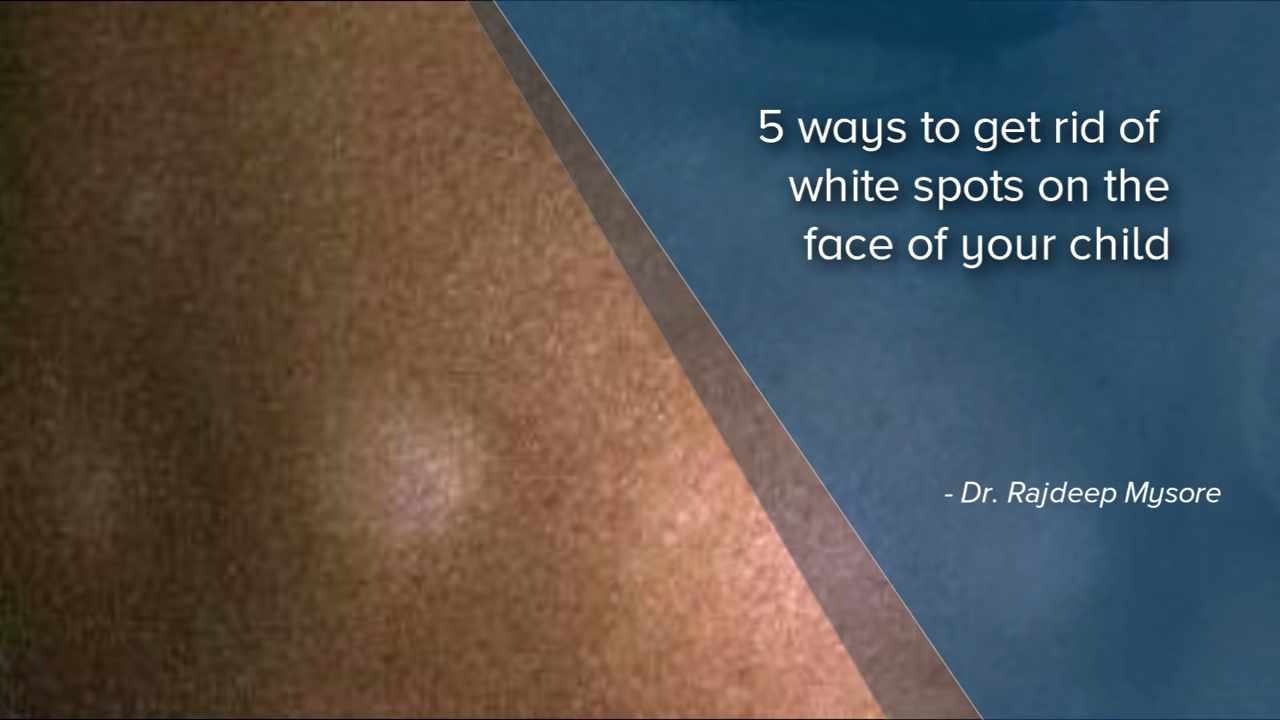 5 ways to get rid of
white spots on the
face of your child
- Dr. Rajdeep Mysore